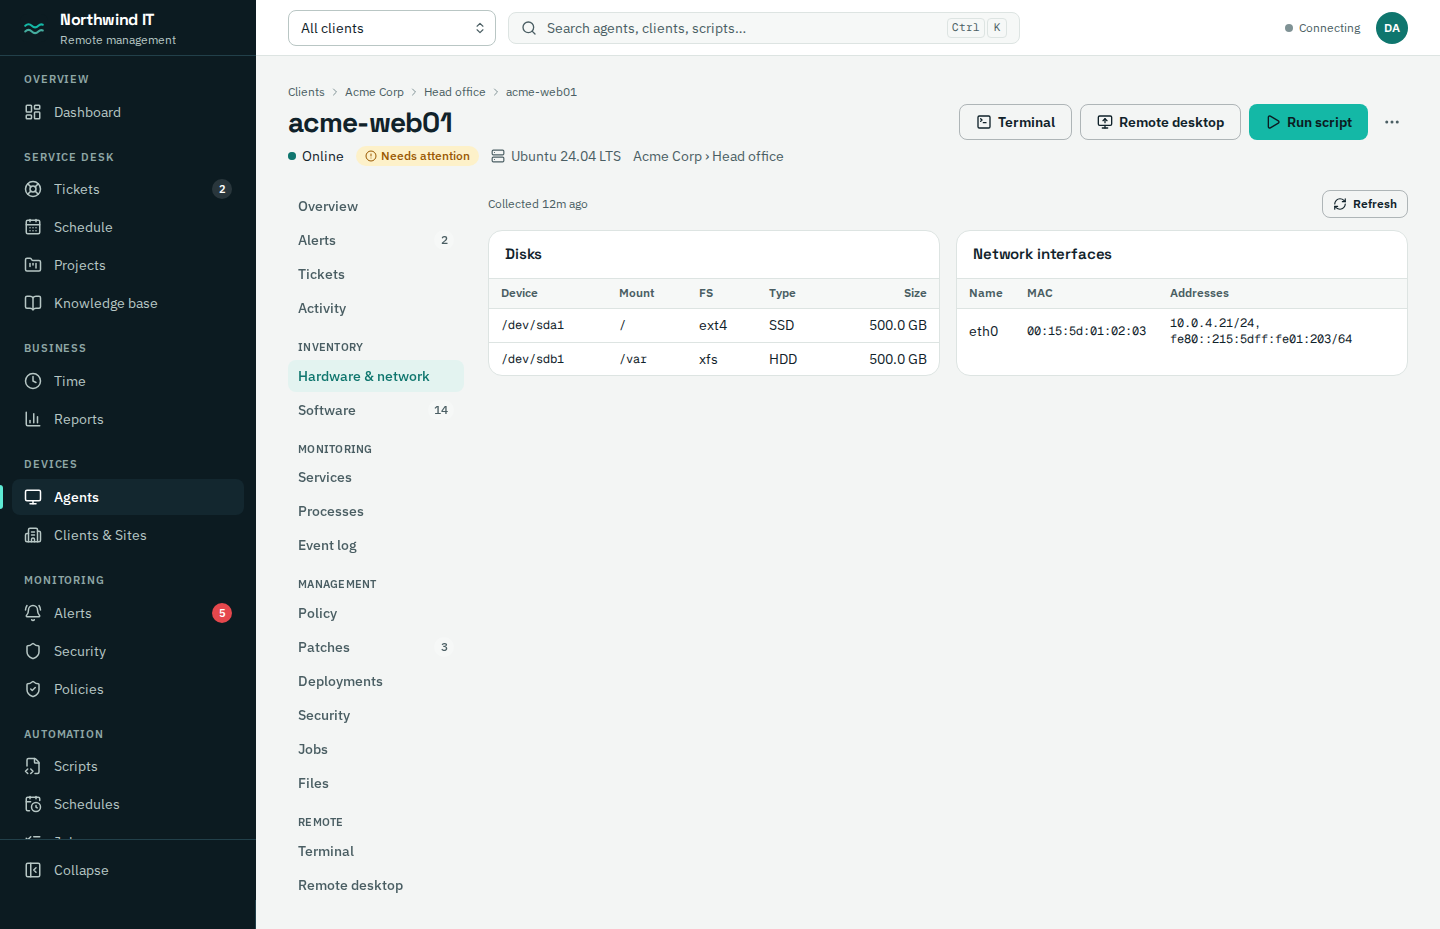 Northwind IT
Remote management
OVERVIEW
Dashboard
SERVICE DESK
Tickets 2
Schedule
Projects
Knowledge base
BUSINESS
Time
Reports
DEVICES
Agents
Clients & Sites
MONITORING
Alerts 5
Security
Policies
AUTOMATION
Scripts
Schedules
Collapse
All clients
Search agents, clients, scripts...
Ctrl K
Connecting
DA
Clients > Acme Corp > Head office > acme-web01
acme-web01
Online
Needs attention
Ubuntu 24.04 LTS
Acme Corp › Head office
Terminal
Remote desktop
Run script
Overview
Alerts 2
Tickets
Activity
INVENTORY
Hardware & network
Software 14
MONITORING
Services
Processes
Event log
MANAGEMENT
Policy
Patches 3
Deployments
Security
Jobs
Files
REMOTE
Terminal
Remote desktop
Collected 12m ago
Refresh
Disks
Device Mount FS Type Size
/dev/sda1 / ext4 SSD 500.0 GB
/dev/sdb1 /var xfs HDD 500.0 GB
Network interfaces
Name MAC Addresses
eth0 00:15:5d:01:02:03 10.0.4.21/24,
fe80::215:5dff:fe01:203/64